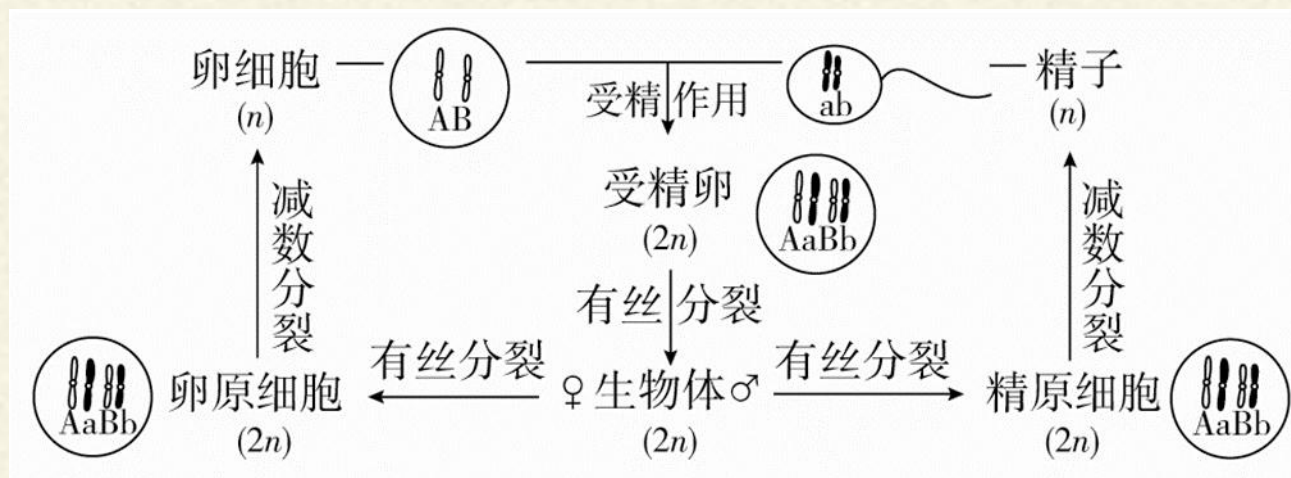 卵细胞
(n)
AB
受精作用
ab
精子
(n)
受精卵
(2n)
AaBb
减数分裂
有丝分裂
减数分裂
AaBb
卵原细胞
(2n)
有丝分裂
♀生物体♂
(2n)
有丝分裂
精原细胞
(2n)
AaBb